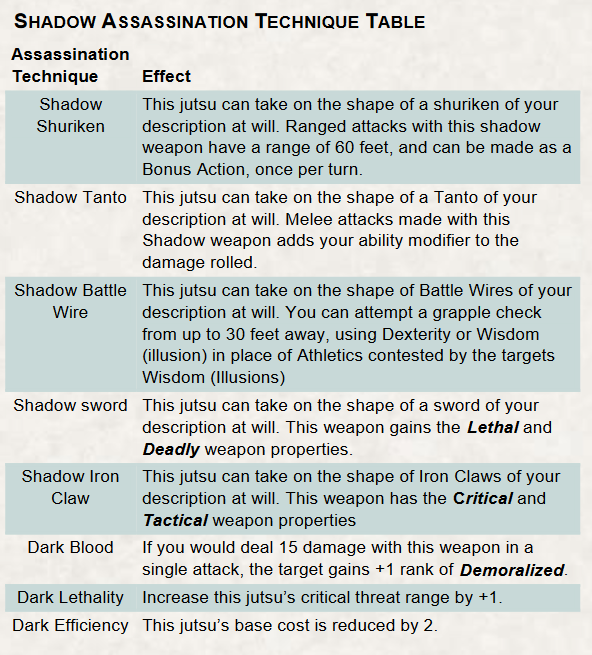 SHADOW ASSASSINATION TECHNIQUE TABLE
Assassination
Technique Effect
Shadow This jutsu can take on the shape of a shuriken of your
Shuriken description at will. Ranged attacks with this shadow
weapon have a range of 60 feet, and can be made as a
Bonus Action, once per turn.
Shadow Tanto This jutsu can take on the shape of a Tanto of your
description at will. Melee attacks made with this
Shadow weapon adds your ability modifier to the
damage rolled.
Shadow Battle This jutsu can take on the shape of Battle Wires of your
Wire description at will. You can attempt a grapple check
from up to 30 feet away, using Dexterity or Wisdom
(illusion) in place of Athletics contested by the targets
Wisdom (Illusions)
Shadow sword This jutsu can take on the shape of a sword of your
description at will. This weapon gains the Lethal and
Deadly weapon properties.
Shadow Iron This jutsu can take on the shape of Iron Claws of your
Claw description at will. This weapon has the Critical and
Tactical weapon properties
Dark Blood If you would deal 15 damage with this weapon in a
single attack, the target gains +1 rank of Demoralized.
Dark Lethality Increase this jutsu's critical threat range by +1.
Dark Efficiency This jutsu's base cost is reduced by 2.